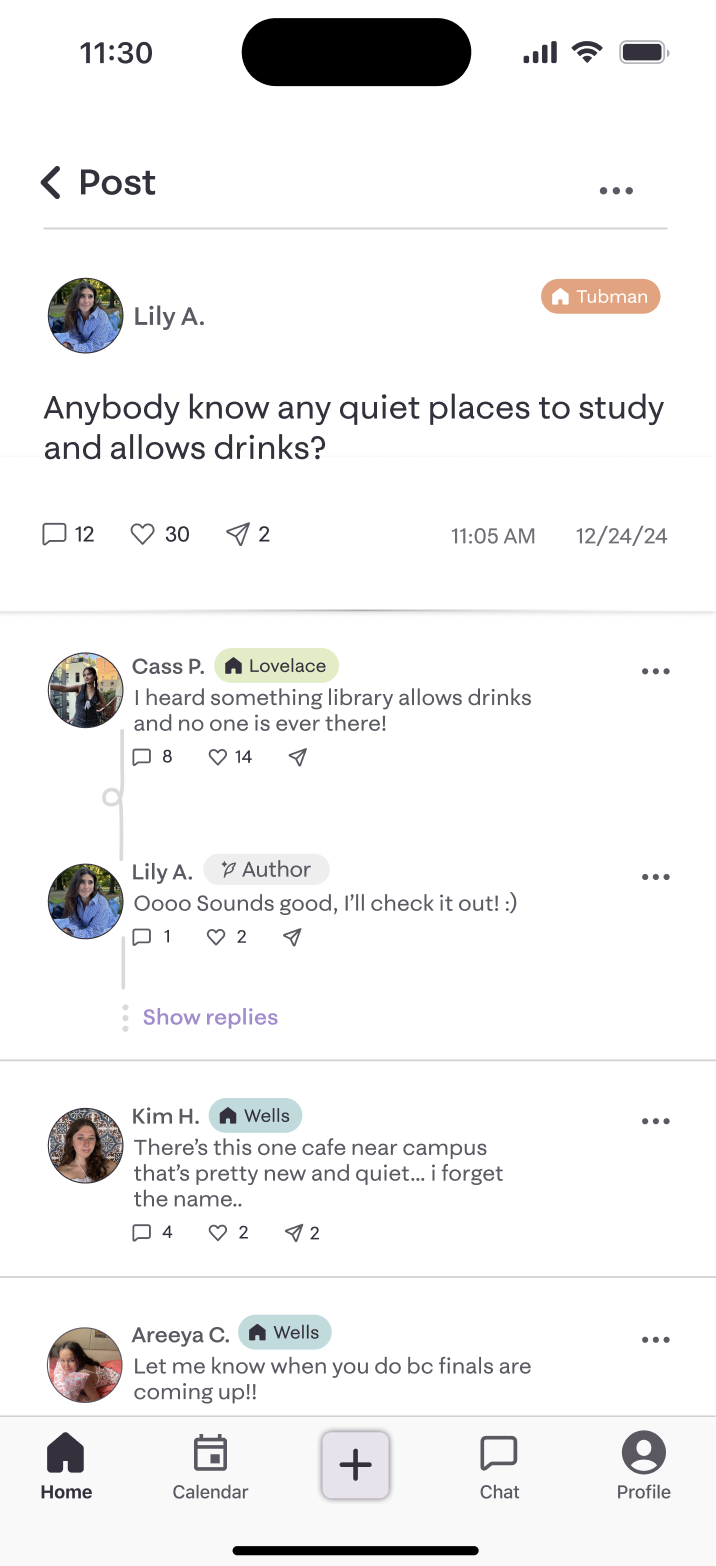 11:30
Post
Lily A.
Tubman
Anybody know any quiet places to study
and allows drinks?
12 30 2 11:05 AM 12/24/24
Cass P. Lovelace
I heard something library allows drinks
and no one is ever there!
8 14
Lily A. Author
Oooo Sounds good, I’ll check it out! :)
1 2
Show replies
Kim H. Wells
There’s this one cafe near campus
that’s pretty new and quiet... i forget
the name..
4 2 2
Areeya C. Wells
Let me know when you do bc finals are
coming up!!
Home Calendar Chat Profile